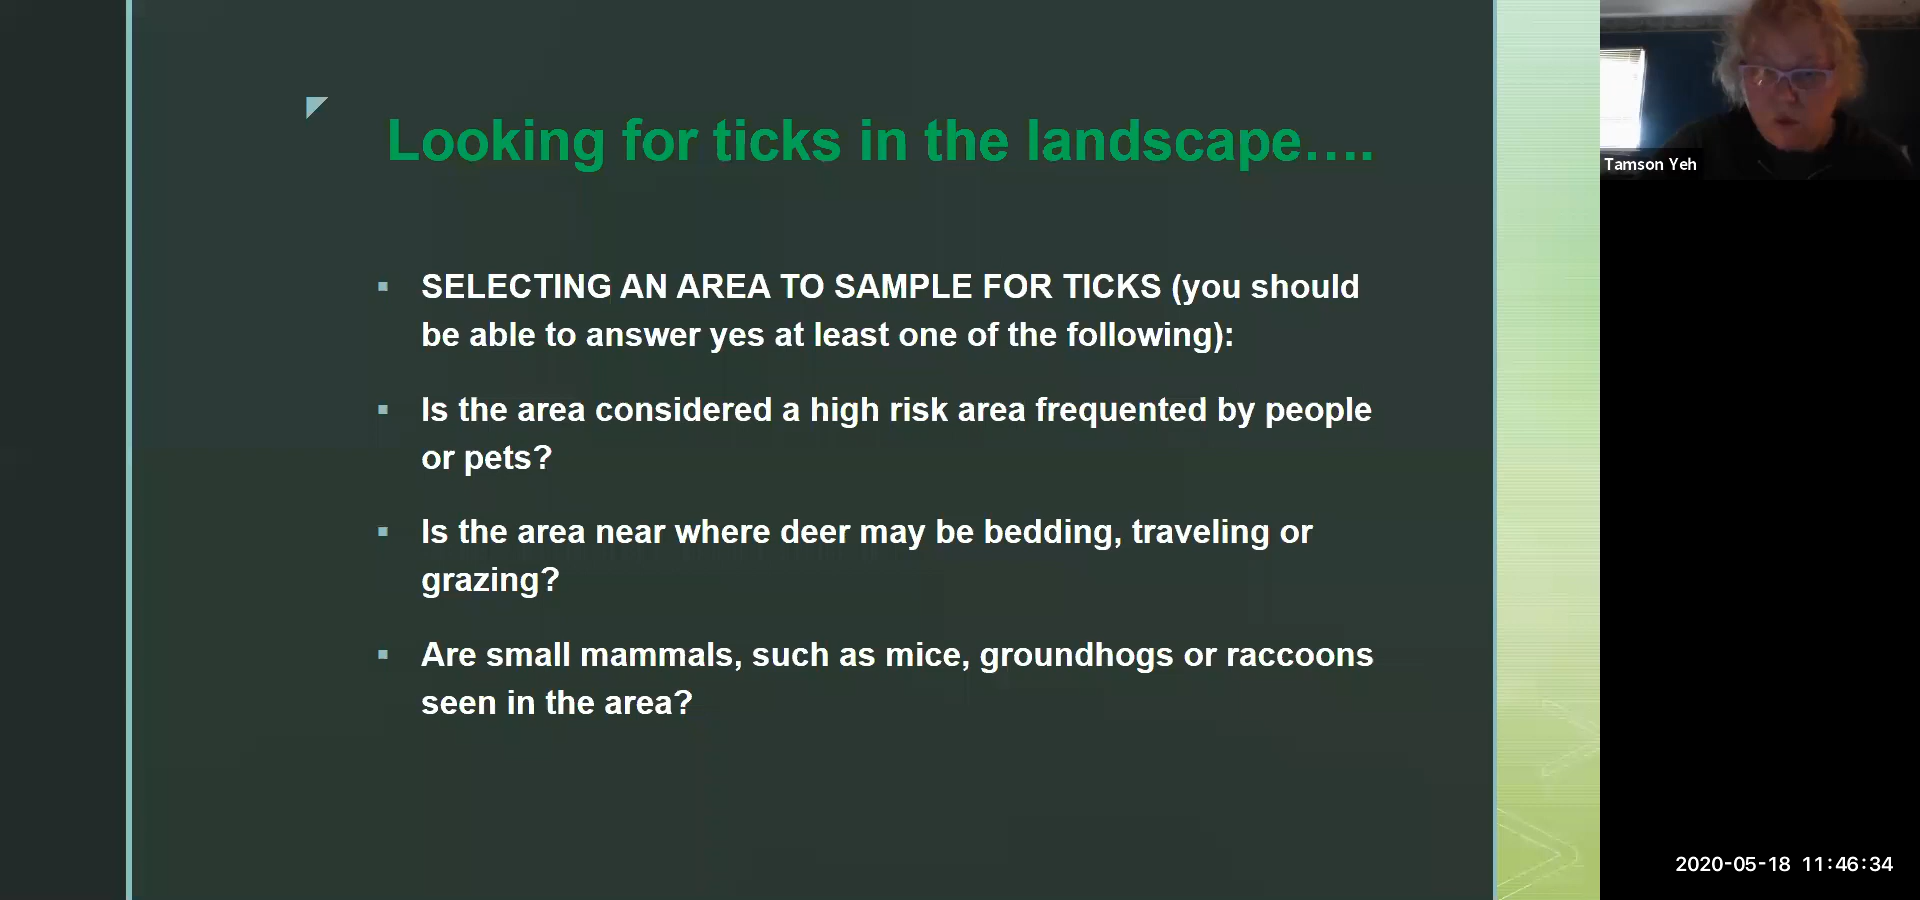 Looking for ticks in the landscape….
SELECTING AN AREA TO SAMPLE FOR TICKS (you should
be able to answer yes at least one of the following):
Is the area considered a high risk area frequented by people
or pets?
Is the area near where deer may be bedding, traveling or
grazing?
Are small mammals, such as mice, groundhogs or raccoons
seen in the area?
Tamson Yeh
2020-05-18 11:46:34